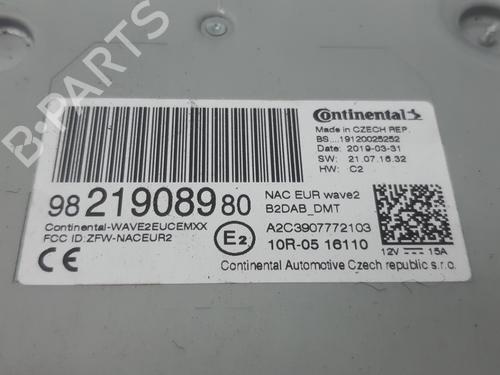 Continental
Made in CZECH REP.
BS....19120025252
Date: 2019-03-31
SW: 21.07.16.32
HW: C2
98 219089 80
NAC EUR wave2
B2DAB_DMT
Continental-WAVE2EUCEMXX
FCC ID:ZFW-NACEUR2
E2
A2C3907772103
10R-05 16110
12V 15A
CE
Continental Automotive Czech republic s.r.o.
B-PARTS